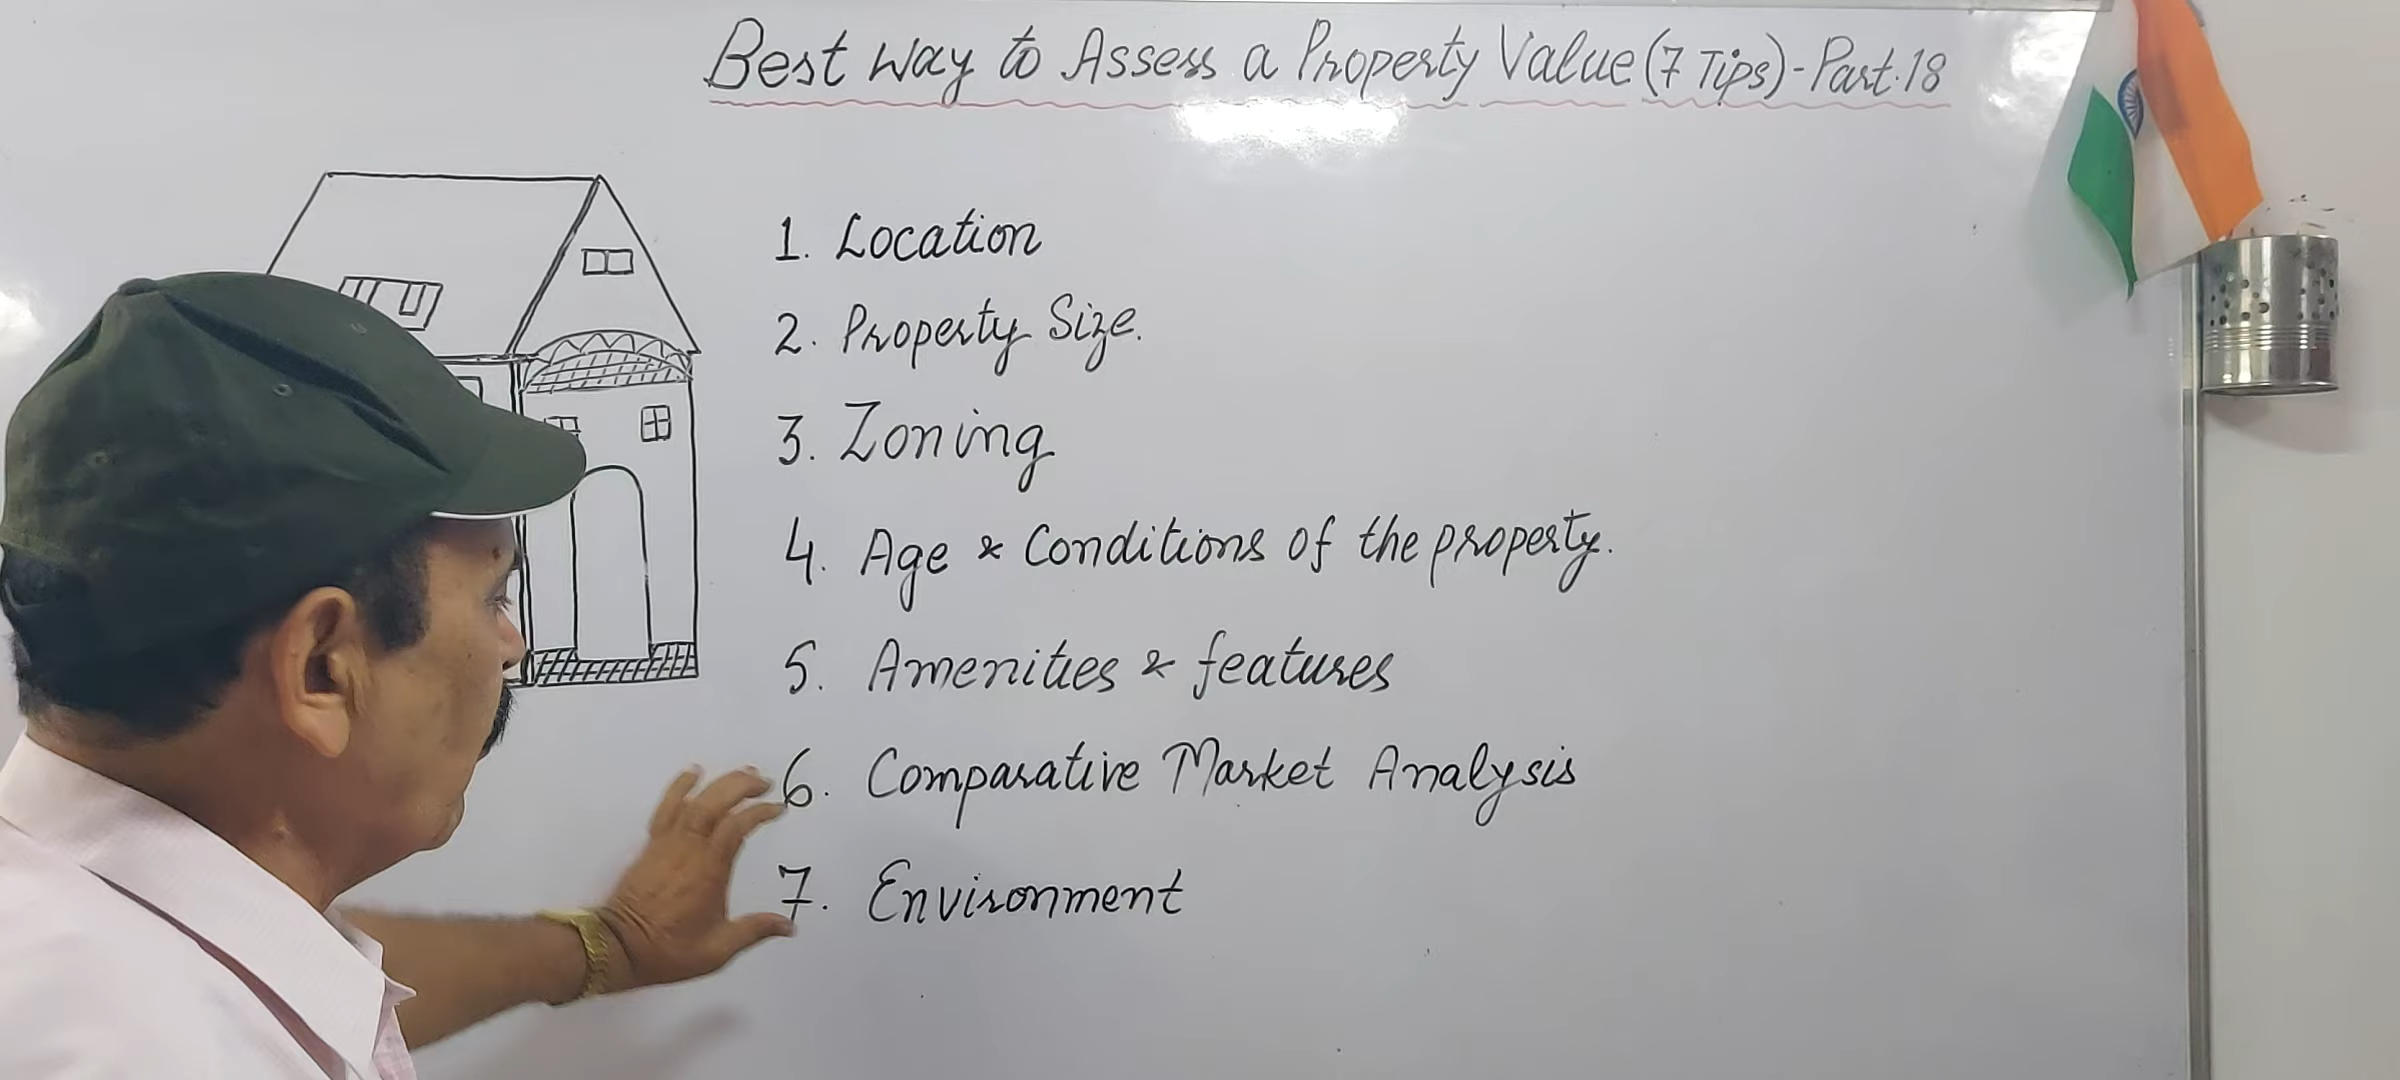 Best Way to Assess a Property Value (7 Tips) - Part.18
1. Location
2. Property Size.
3. Zoning
4. Age & Conditions of the property.
5. Amenities & features
6. Comparative Market Analysis
7. Environment